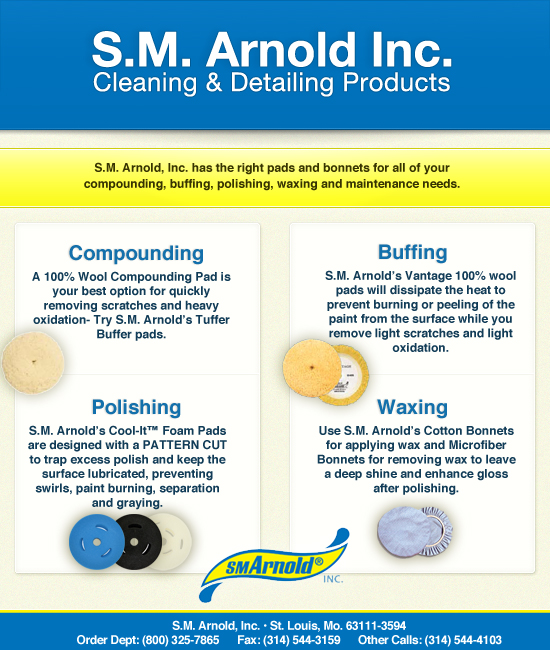 S.M. Arnold Inc.
Cleaning & Detailing Products
S.M. Arnold, Inc. has the right pads and bonnets for all of your
compounding, buffing, polishing, waxing and maintenance needs.
Compounding
A 100% Wool Compounding Pad is
your best option for quickly
removing scratches and heavy
oxidation- Try S.M. Arnold's Tuffer
Buffer pads.
Buffing
S.M. Arnold's Vantage 100% wool
pads will dissipate the heat to
prevent burning or peeling of the
paint from the surface while you
remove light scratches and light
oxidation.
Polishing
S.M. Arnold's Cool-It™ Foam Pads
are designed with a PATTERN CUT
to trap excess polish and keep the
surface lubricated, preventing
swirls, paint burning, separation
and graying.
Waxing
Use S.M. Arnold's Cotton Bonnets
for applying wax and Microfiber
Bonnets for removing wax to leave
a deep shine and enhance gloss
after polishing.
SMArnold®
INC.
S.M. Arnold, Inc. · St. Louis, Mo. 63111-3594
Order Dept: (800) 325-7865 Fax: (314) 544-3159 Other Calls: (314) 544-4103